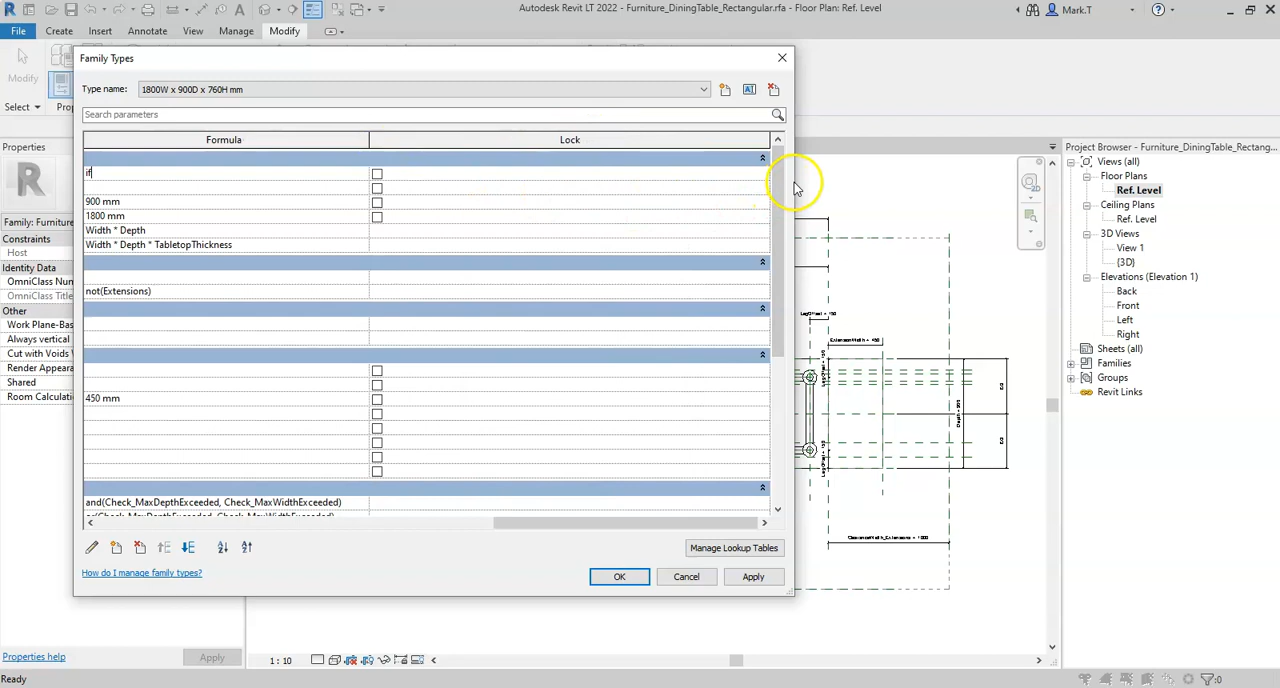 Autodesk Revit LT 2022 - Furniture_DiningTable_Rectangular.rfa - Floor Plan: Ref. Level
Mark.T
File Create Insert Annotate View Manage Modify
Modify
Select
Family Types
Type name: 1800W x 900D x 760H mm
Search parameters
Formula Lock
if
900 mm
1800 mm
Width * Depth
Width * Depth * TabletopThickness
not(Extensions)
450 mm
and(Check_MaxDepthExceeded, Check_MaxWidthExceeded)
Manage Lookup Tables
How do I manage family types?
OK Cancel Apply
Properties
R
Family: Furniture
Constraints
Host
Identity Data
OmniClass Num
OmniClass Title
Other
Work Plane-Bas
Always vertical
Cut with Voids
Render Appeara
Shared
Room Calculati
Properties help Apply
Project Browser - Furniture_DiningTable_Rectang...
Views (all)
Floor Plans
Ref. Level
Ceiling Plans
Ref. Level
3D Views
View 1
{3D}
Elevations (Elevation 1)
Back
Front
Left
Right
Sheets (all)
Families
Groups
Revit Links
1 : 10
Ready
:0